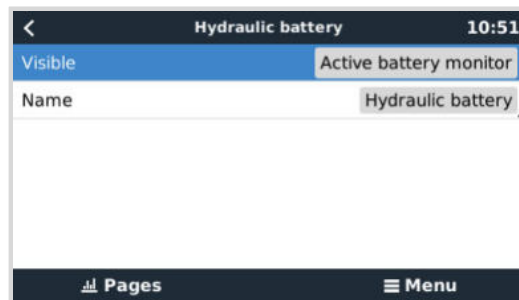 Hydraulic battery 10:51
Visible Active battery monitor
Name Hydraulic battery
Pages Menu